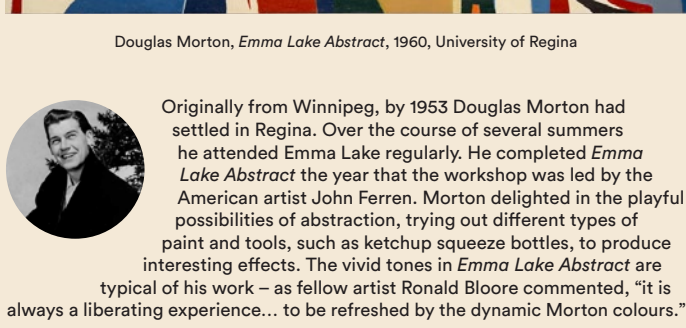 Douglas Morton, Emma Lake Abstract, 1960, University of Regina
Originally from Winnipeg, by 1953 Douglas Morton had
settled in Regina. Over the course of several summers
he attended Emma Lake regularly. He completed Emma
Lake Abstract the year that the workshop was led by the
American artist John Ferren. Morton delighted in the playful
possibilities of abstraction, trying out different types of
paint and tools, such as ketchup squeeze bottles, to produce
interesting effects. The vivid tones in Emma Lake Abstract are
typical of his work – as fellow artist Ronald Bloore commented, “it is
always a liberating experience… to be refreshed by the dynamic Morton colours.”